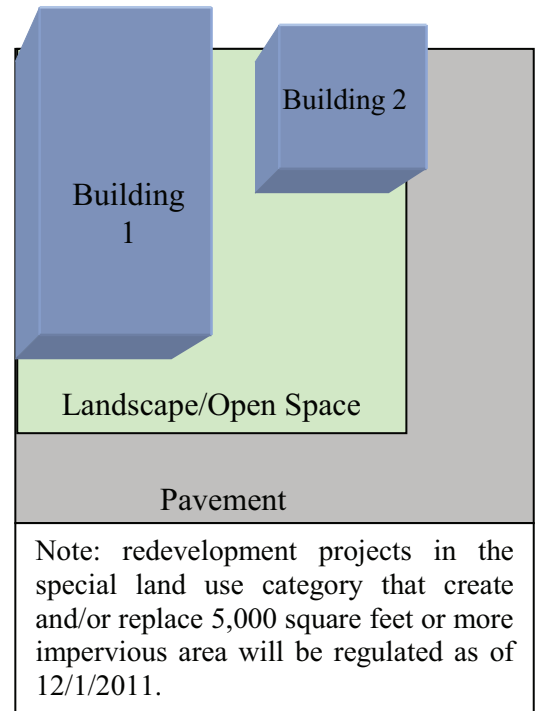 Building 2
Building
1
Landscape/Open Space
Pavement
Note: redevelopment projects in the
special land use category that create
and/or replace 5,000 square feet or more
impervious area will be regulated as of
12/1/2011.